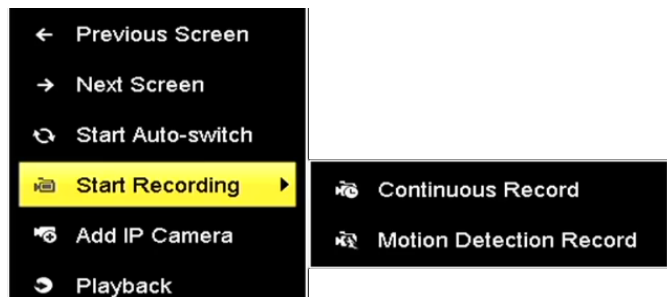 Previous Screen
Next Screen
Start Auto-switch
Start Recording
Continuous Record
Add IP Camera
Motion Detection Record
Playback